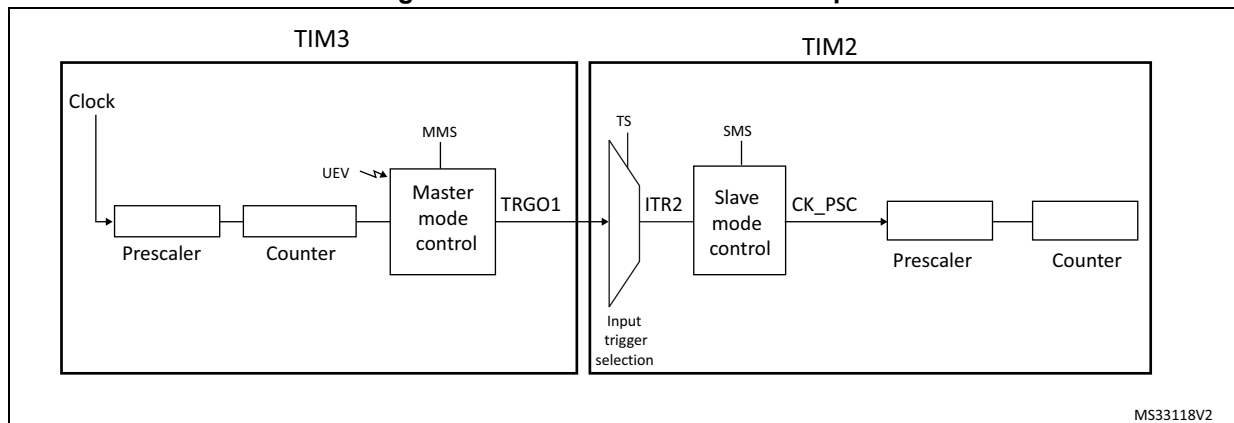 TIM3
TIM2
Clock
MMS
TS
SMS
UEV
Master
mode
control
TRGO1
ITR2
Slave
mode
control
CK_PSC
Prescaler
Counter
Prescaler
Counter
Input
trigger
selection
MS33118V2